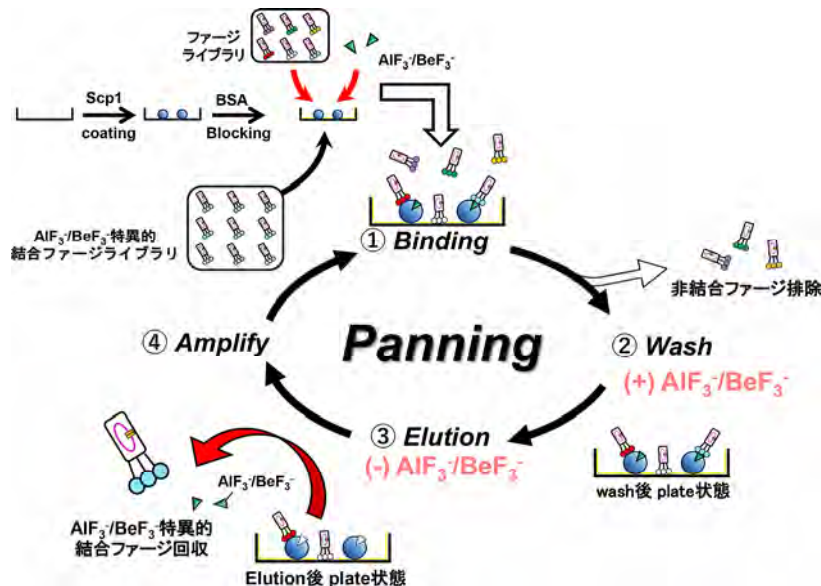 ファージ
ライブラリ
AlF₃⁻/BeF₃⁻
Scp1
coating
BSA
Blocking
AlF₃⁻/BeF₃⁻特異的
結合ファージライブラリ
① Binding
非結合ファージ排除
④ Amplify
Panning
② Wash
(+) AlF₃⁻/BeF₃⁻
③ Elution
(-) AlF₃⁻/BeF₃⁻
wash後 plate状態
AlF₃⁻/BeF₃⁻
AlF₃⁻/BeF₃⁻特異的
結合ファージ回収
Elution後 plate状態